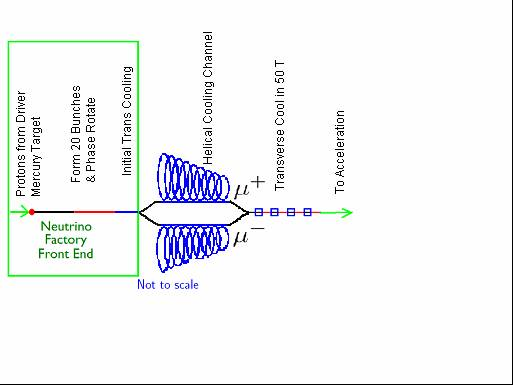 Protons from Driver
Mercury Target
Form 20 Bunches
& Phase Rotate
Initial Trans Cooling
Helical Cooling Channel
Transverse Cool in 50 T
To Acceleration
μ+
μ−
Neutrino
Factory
Front End
Not to scale